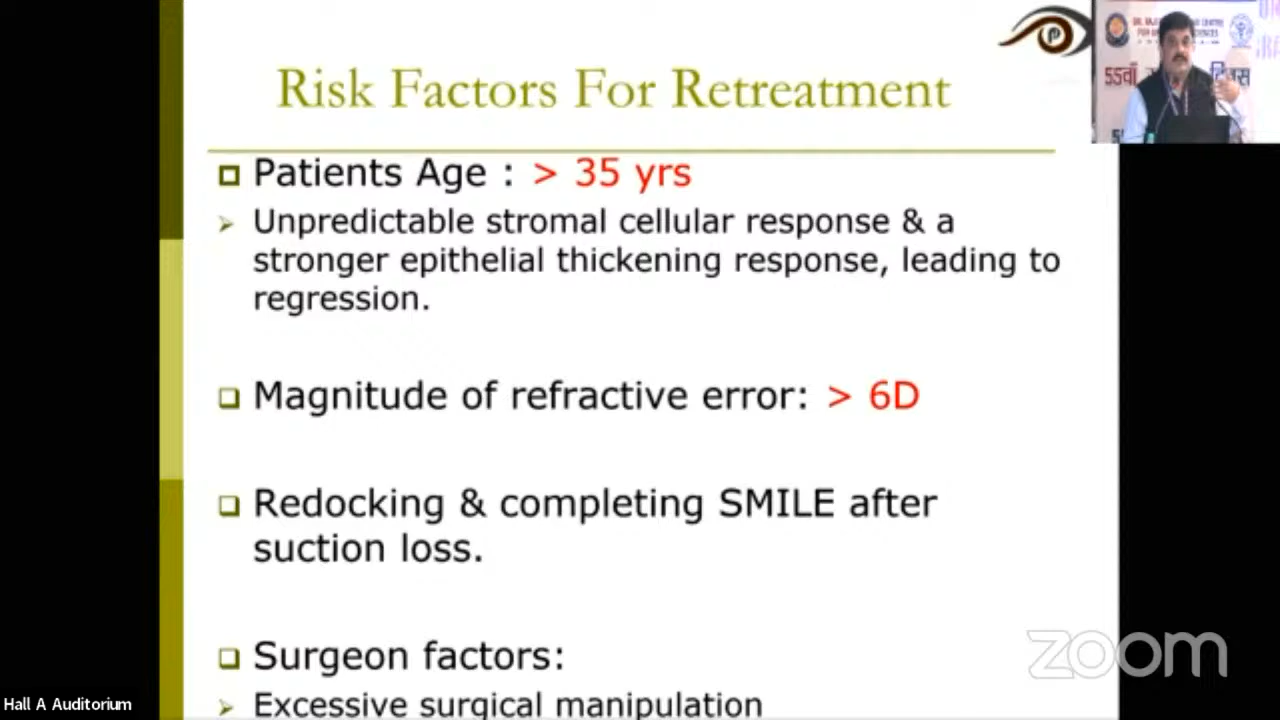 Risk Factors For Retreatment
Patients Age : > 35 yrs
Unpredictable stromal cellular response & a
stronger epithelial thickening response, leading to
regression.
Magnitude of refractive error: > 6D
Redocking & completing SMILE after
suction loss.
Surgeon factors:
Excessive surgical manipulation
55वां
दिवस
zoom
Hall A Auditorium